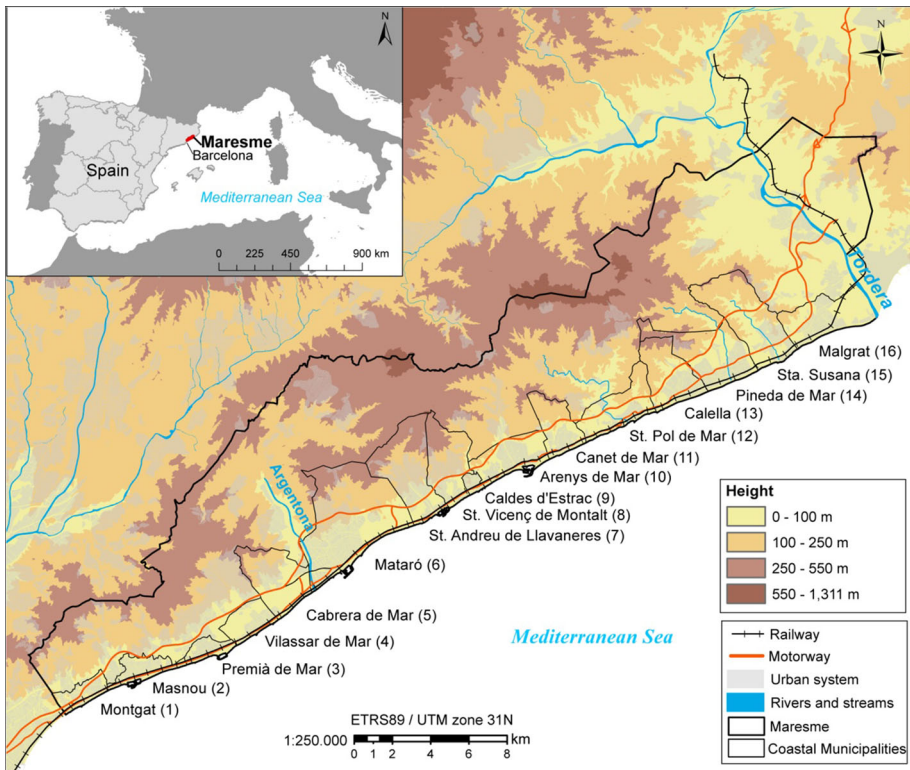 N
N
Maresme
Barcelona
Spain
Mediterranean Sea
0 225 450 900 km
Tordera
Malgrat (16)
Sta. Susana (15)
Pineda de Mar (14)
Calella (13)
St. Pol de Mar (12)
Canet de Mar (11)
Arenys de Mar (10)
Caldes d'Estrac (9)
St. Vicenç de Montalt (8)
St. Andreu de Llavaneres (7)
Argentona
Mataró (6)
Cabrera de Mar (5)
Vilassar de Mar (4)
Premià de Mar (3)
Masnou (2)
Montgat (1)
Mediterranean Sea
ETRS89 / UTM zone 31N
1:250.000
km
0 1 2 4 6 8
Height
0 - 100 m
100 - 250 m
250 - 550 m
550 - 1,311 m
Railway
Motorway
Urban system
Rivers and streams
Maresme
Coastal Municipalities